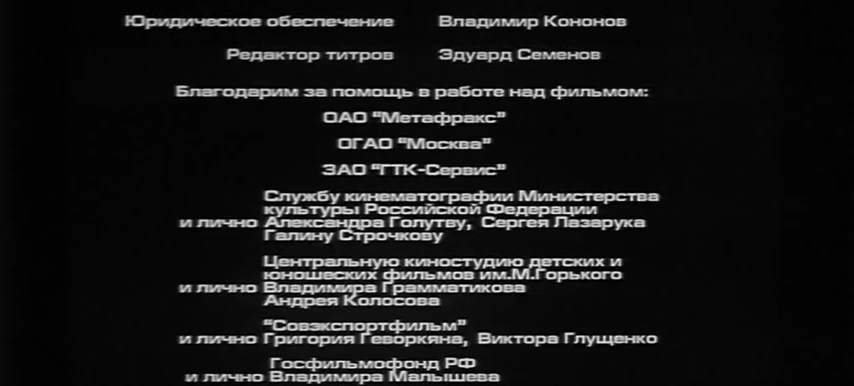 Юридическое обеспечение Владимир Кононов
Редактор титров Эдуард Семенов
Благодарим за помощь в работе над фильмом:
ОАО “Метафракс”
ОГАО “Москва”
ЗАО “ГТК-Сервис”
Службу кинематографии Министерства
культуры Российской Федерации
и лично Александра Голутву, Сергея Лазарука
Галину Строчкову
Центральную киностудию детских и
юношеских фильмов им.М.Горького
и лично Владимира Грамматикова
Андрея Колосова
“Совэкспортфильм”
и лично Григория Геворкяна, Виктора Глущенко
Госфильмофонд РФ
и лично Владимира Малышева